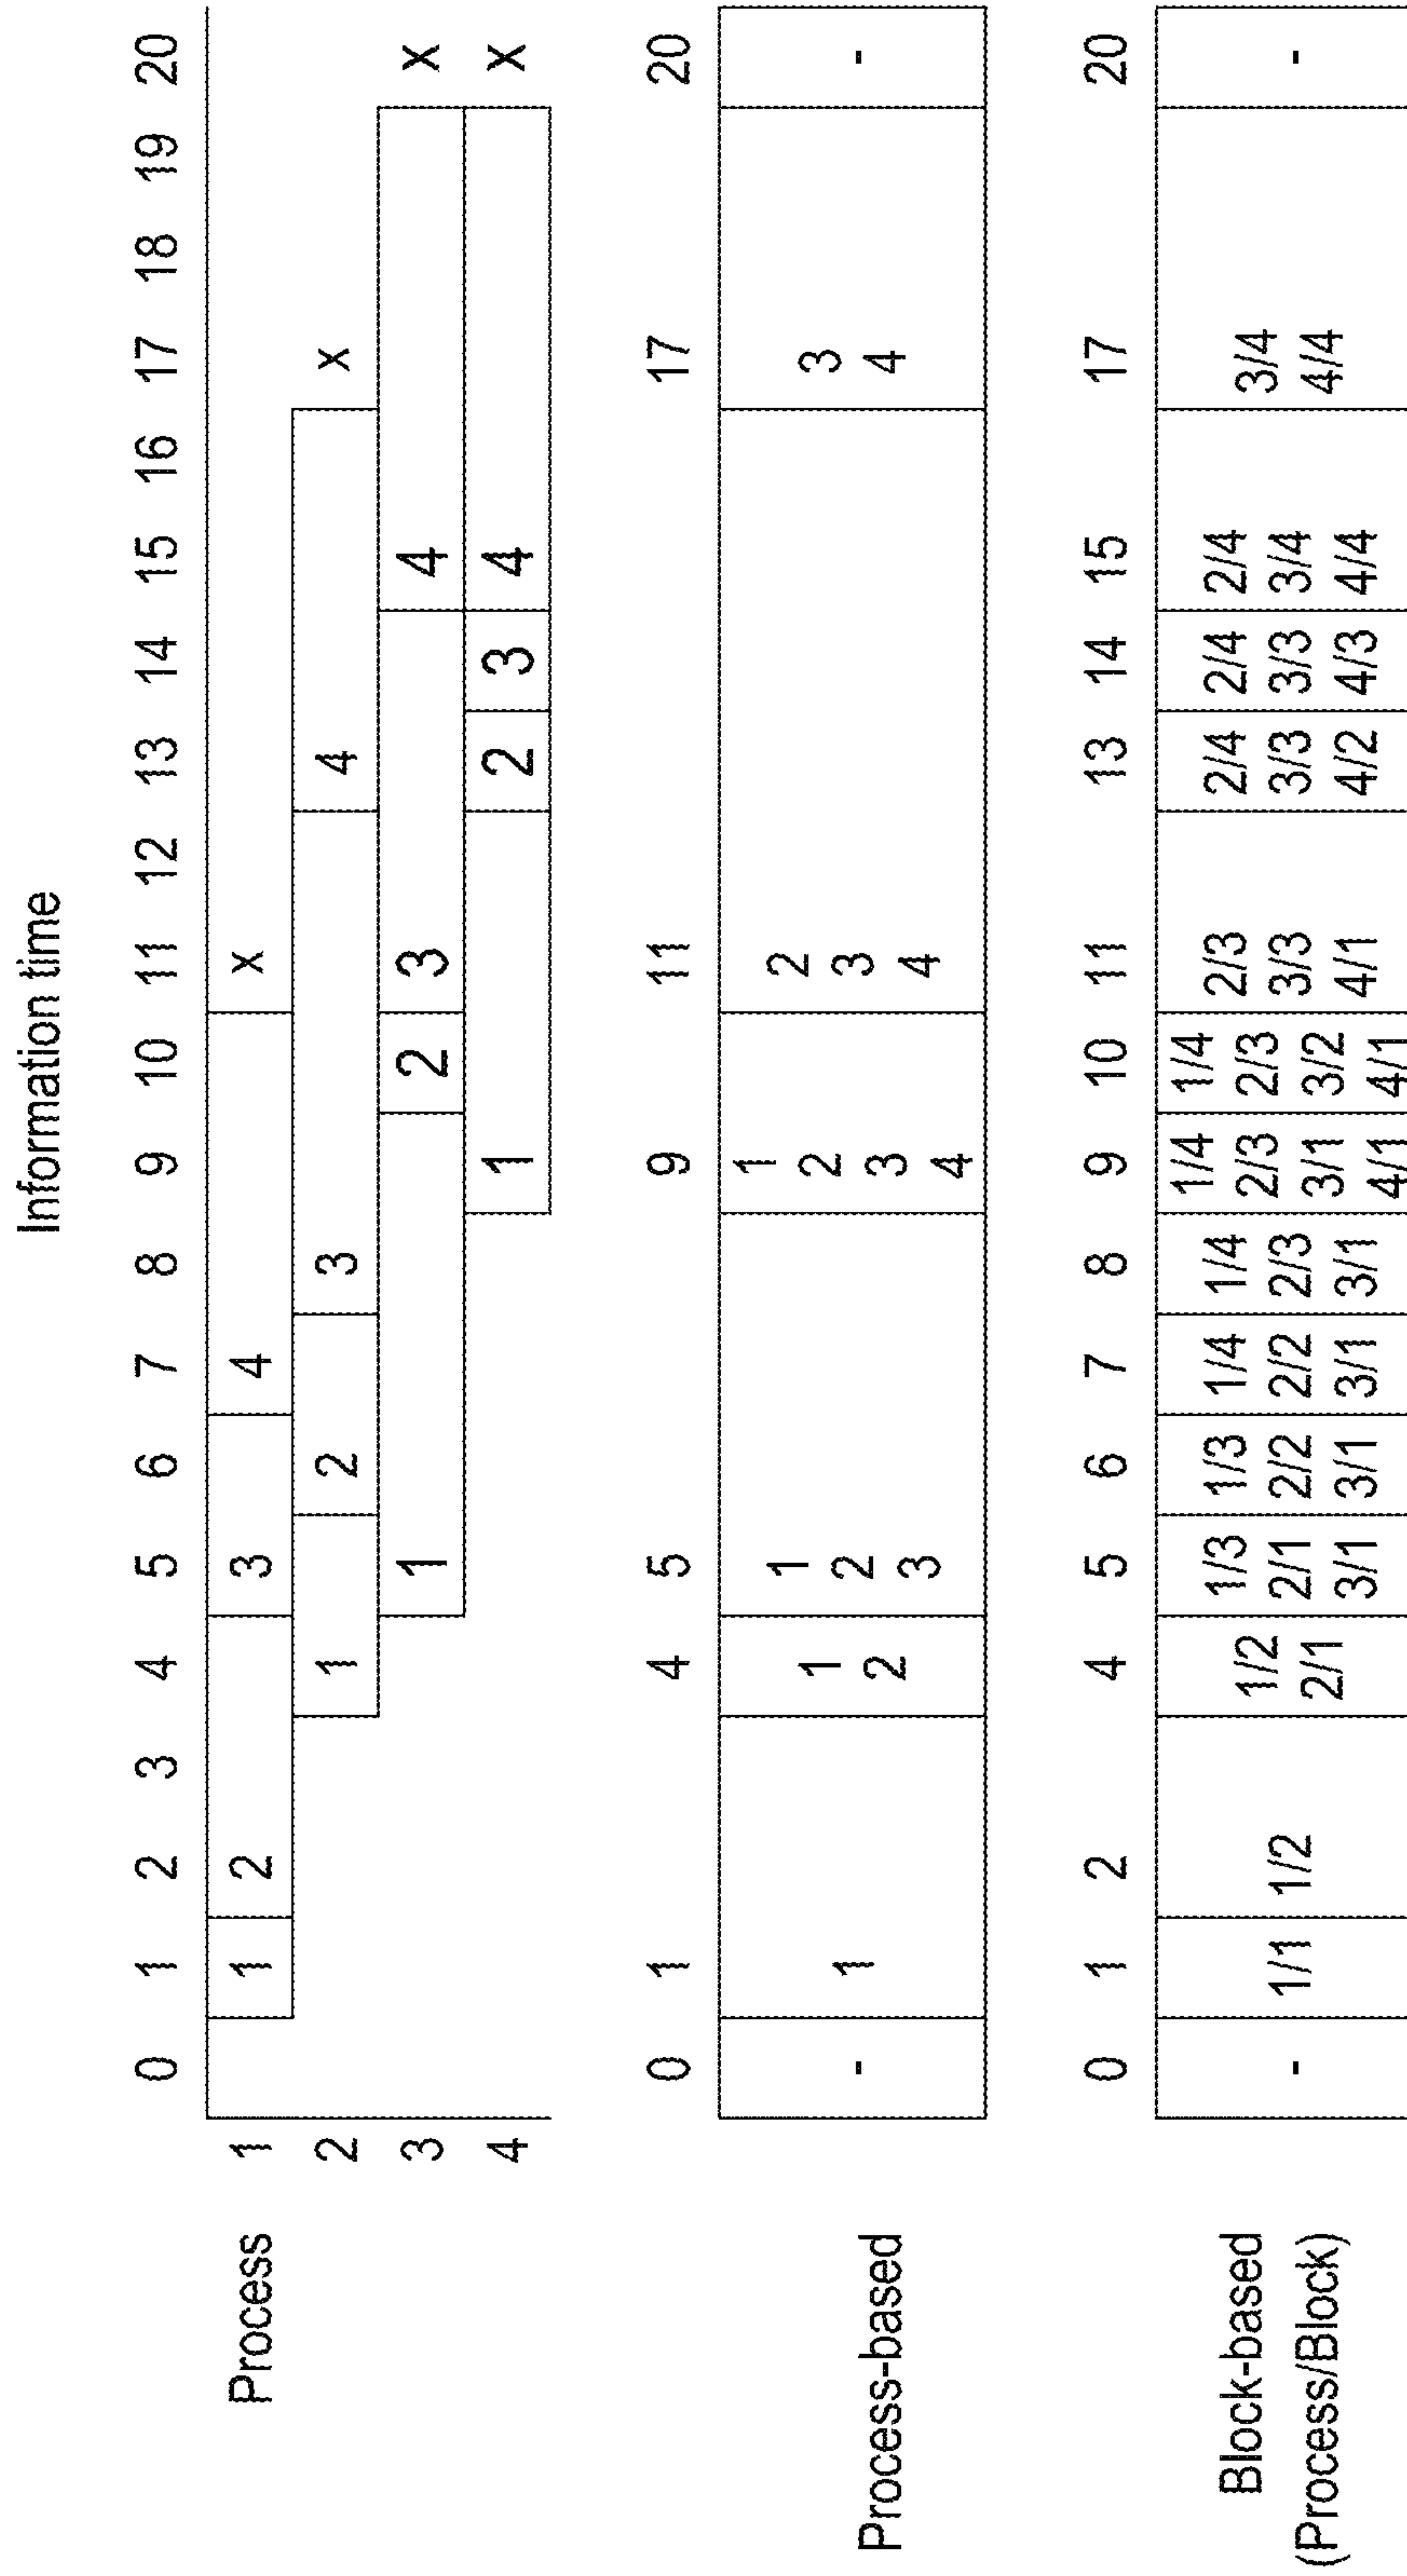 Information time
0 1 2 3 4 5 6 7 8 9 10 11 12 13 14 15 16 17 18 19 20
Process
1 1 2 3 4 x
2 1 2 3 4 x
3 1 2 3 4 x
4 1 2 3 4 x
0 1 4 5 9 11 17 20
Process-based
- 1 1 2 1 2 3 1 2 3 4 2 3 4 3 4 -
0 1 2 4 5 6 7 8 9 10 11 13 14 15 17 20
Block-based
(Process/Block)
- 1/1 1/2 1/2 1/3 1/3 1/4 1/4 1/4 1/4 2/3 2/4 2/4 2/4 3/4 -
2/1 2/1 2/2 2/2 2/3 2/3 2/3 3/3 3/3 3/3 3/4 4/4
3/1 3/1 3/1 3/1 3/1 3/2 4/1 4/2 4/3 4/4
4/1 4/1